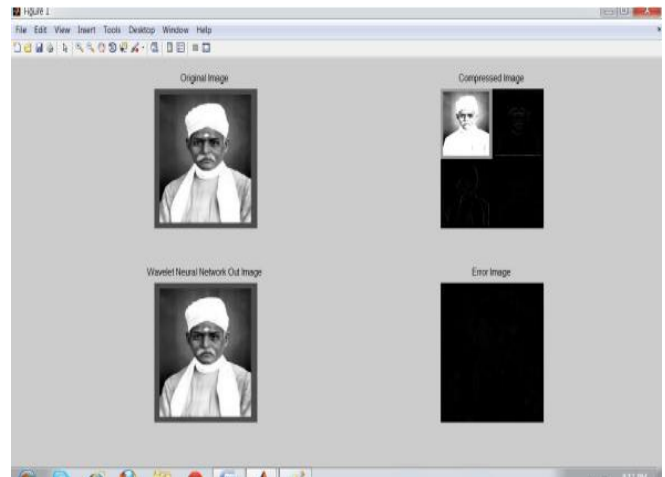 Figure 1
File Edit View Insert Tools Desktop Window Help
Original Image
Compressed Image
Wavelet Neural Network Out Image
Error Image